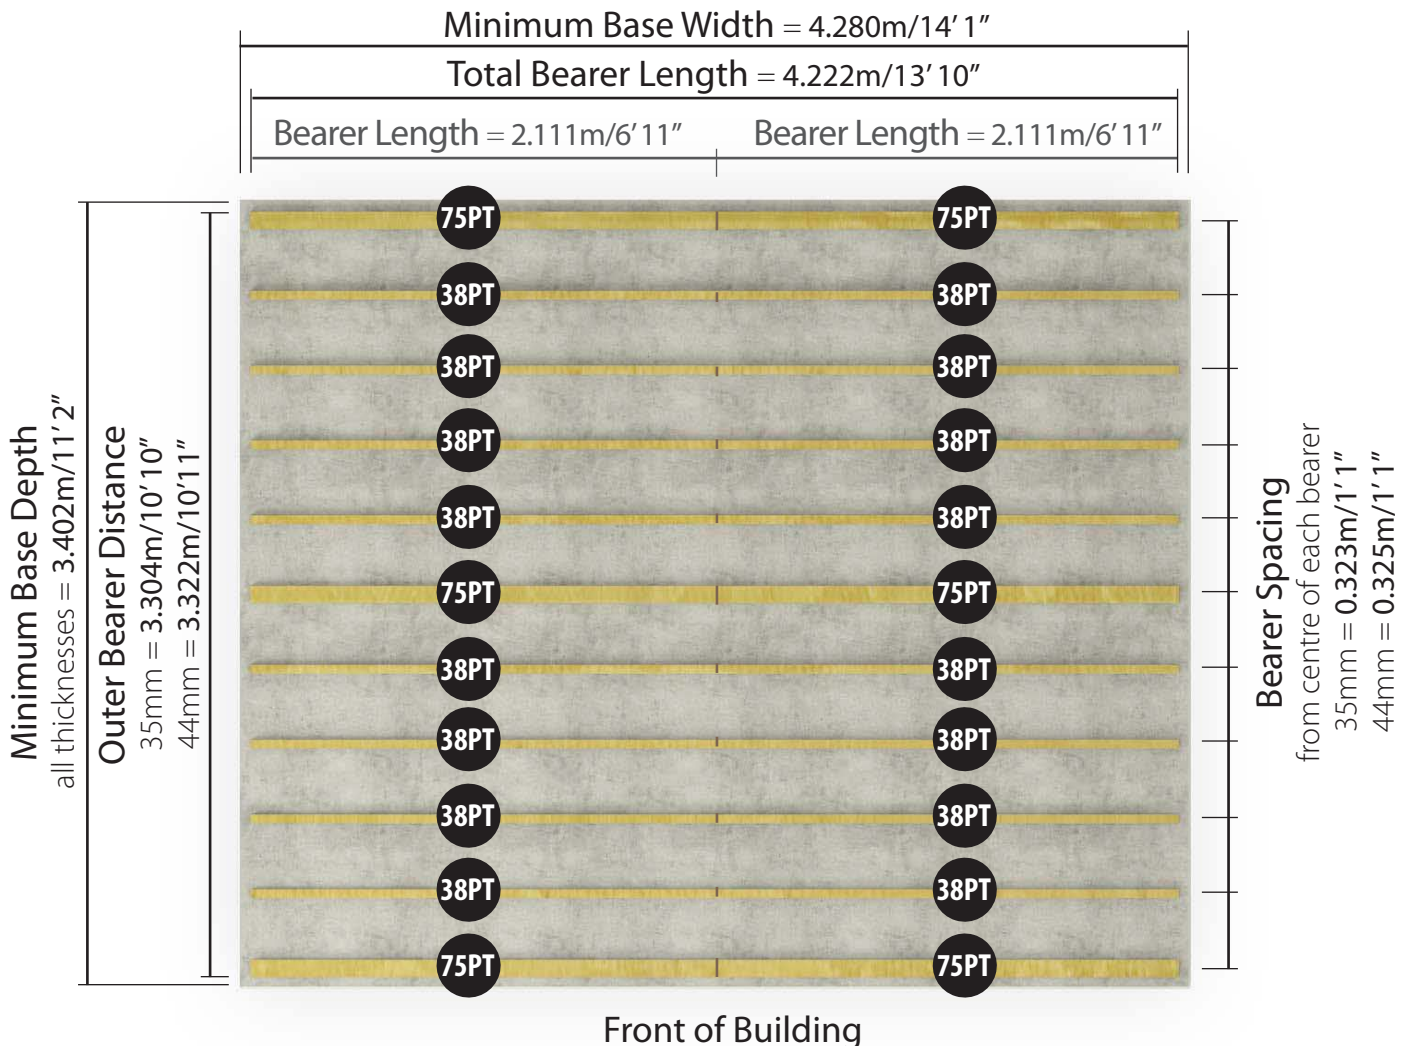 Minimum Base Width = 4.280m/14' 1”
Total Bearer Length = 4.222m/13' 10”
Bearer Length = 2.111m/6' 11” Bearer Length = 2.111m/6' 11”
75PT 75PT
38PT 38PT
38PT 38PT
38PT 38PT
38PT 38PT
75PT 75PT
38PT 38PT
38PT 38PT
38PT 38PT
38PT 38PT
75PT 75PT
Minimum Base Depth
all thicknesses = 3.402m/11' 2”
Outer Bearer Distance
35mm = 3.304m/10' 10”
44mm = 3.322m/10'11”
Bearer Spacing
from centre of each bearer
35mm = 0.323m/1' 1”
44mm = 0.325m/1' 1”
Front of Building